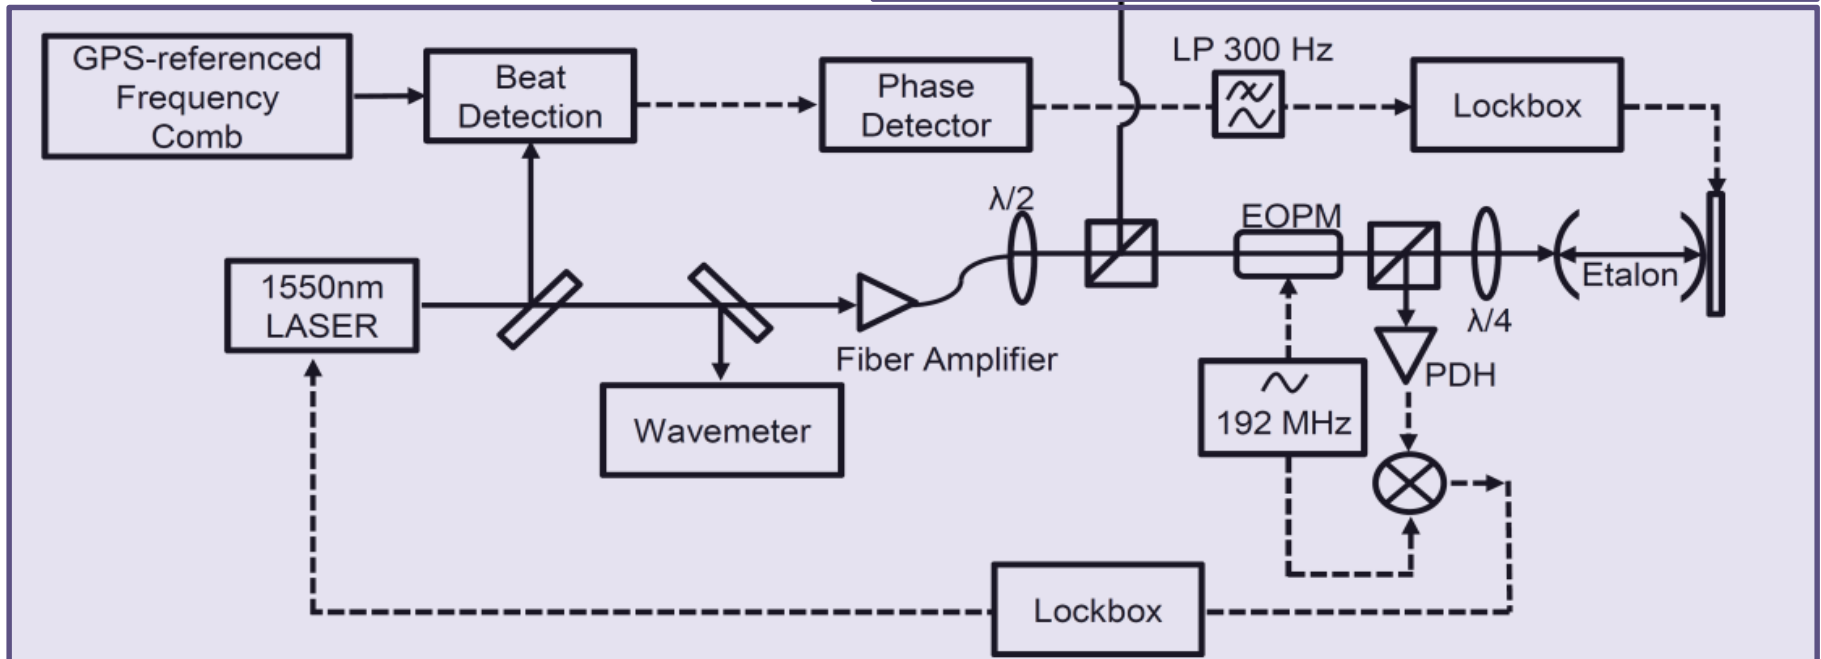 GPS-referenced
Frequency
Comb
Beat
Detection
Phase
Detector
LP 300 Hz
Lockbox
λ/2
EOPM
1550nm
LASER
Etalon
λ/4
Fiber Amplifier
PDH
192 MHz
Wavemeter
Lockbox